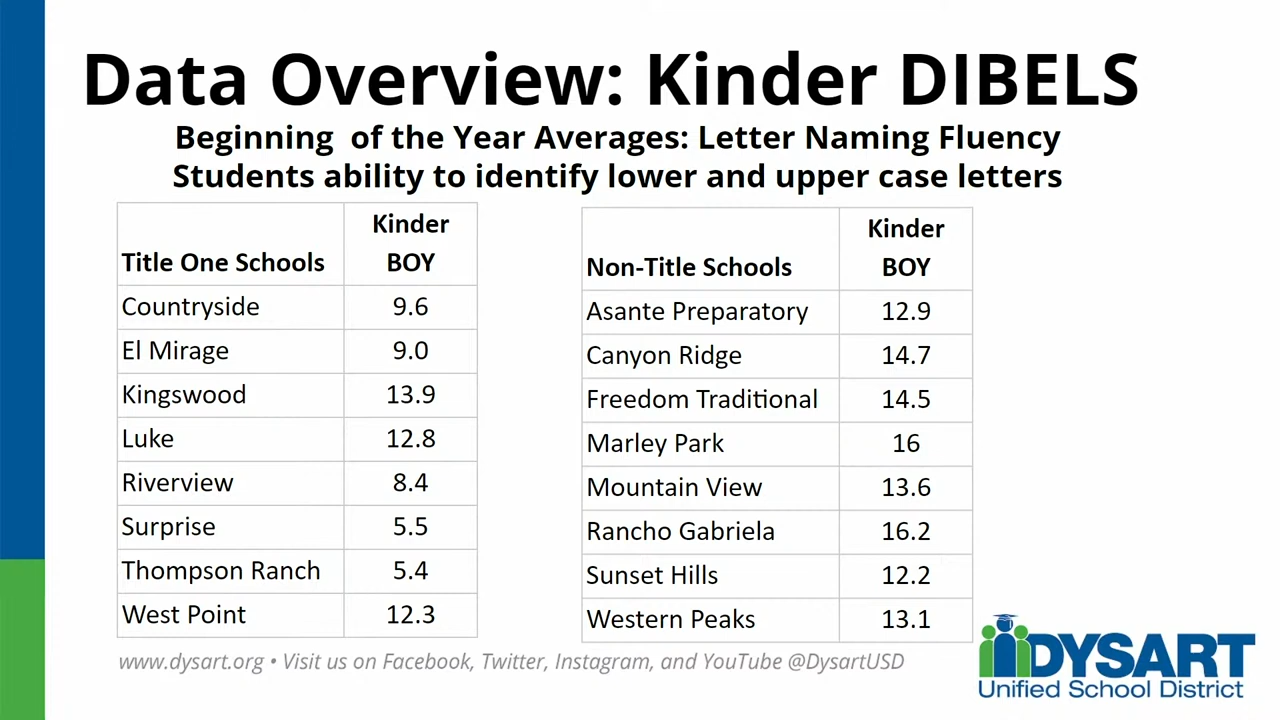 Data Overview: Kinder DIBELS
Beginning of the Year Averages: Letter Naming Fluency
Students ability to identify lower and upper case letters
Title One Schools Kinder BOY
Countryside 9.6
El Mirage 9.0
Kingswood 13.9
Luke 12.8
Riverview 8.4
Surprise 5.5
Thompson Ranch 5.4
West Point 12.3
Non-Title Schools Kinder BOY
Asante Preparatory 12.9
Canyon Ridge 14.7
Freedom Traditional 14.5
Marley Park 16
Mountain View 13.6
Rancho Gabriela 16.2
Sunset Hills 12.2
Western Peaks 13.1
www.dysart.org • Visit us on Facebook, Twitter, Instagram, and YouTube @DysartUSD
DYSART
Unified School District